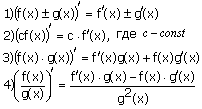 1)(f(x) ± g(x))′ = f′(x) ± g′(x)
2)(cf(x))′ = c · f′(x), где c – const
3)(f(x) · g(x))′ = f′(x)g(x) + f(x)g′(x)
4)(f(x)/g(x))′ = (f′(x) · g(x) – f(x) · g′(x))/g²(x)